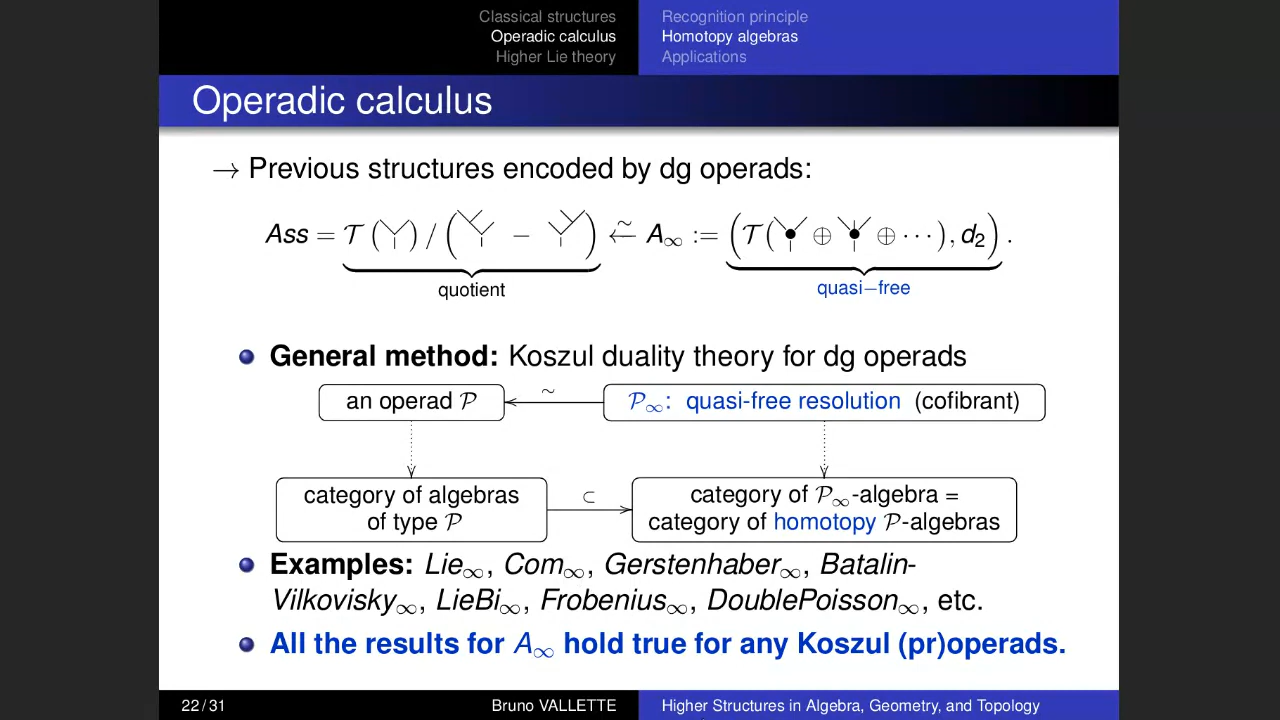 Classical structures
Operadic calculus
Higher Lie theory
Recognition principle
Homotopy algebras
Applications
Operadic calculus
→ Previous structures encoded by dg operads:
Ass = 𝒯 ( ) / ( − ) ←∼ A∞ := ( 𝒯 ( ⊕ ⊕ ⋯ ) , d₂ ) .
quotient
quasi−free
General method: Koszul duality theory for dg operads
an operad 𝒫
∼
𝒫∞: quasi-free resolution (cofibrant)
category of algebras
of type 𝒫
⊂
category of 𝒫∞-algebra =
category of homotopy 𝒫-algebras
Examples: Lie∞, Com∞, Gerstenhaber∞, Batalin-
Vilkovisky∞, LieBi∞, Frobenius∞, DoublePoisson∞, etc.
All the results for A∞ hold true for any Koszul (pr)operads.
22 / 31
Bruno VALLETTE
Higher Structures in Algebra, Geometry, and Topology